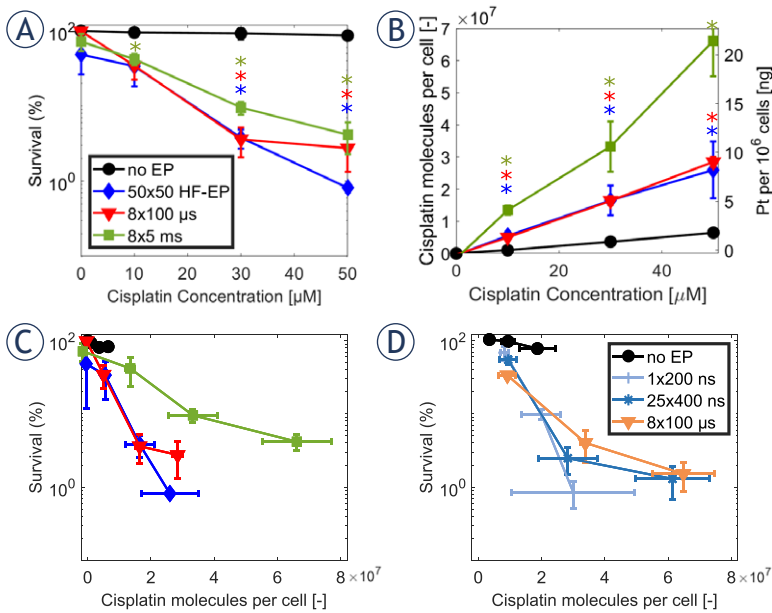 A
10²
10⁰
Survival (%)
no EP
50x50 HF-EP
8x100 µs
8x5 ms
0
10
20
30
40
50
Cisplatin Concentration [µM]
B
×10⁷
7
6
5
4
3
2
1
0
Cisplatin molecules per cell [-]
* * *
20
15
10
5
0
Pt per 10⁶ cells [ng]
0
20
40
Cisplatin Concentration [µM]
C
10²
10⁰
Survival (%)
0
2
4
6
8 ×10⁷
Cisplatin molecules per cell [-]
D
10²
10⁰
Survival (%)
no EP
1x200 ns
25x400 ns
8x100 µs
0
2
4
6
8 ×10⁷
Cisplatin molecules per cell [-]